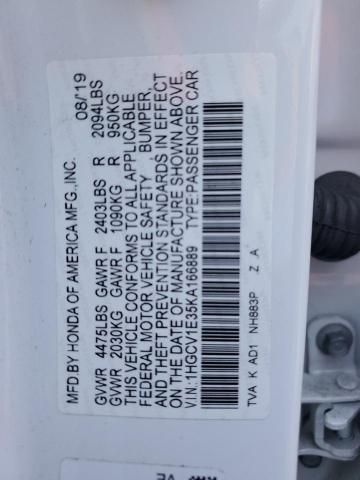 MFD.BY HONDA OF AMERICA MFG.,INC. 08/19
GVWR 4475LBS GAWR F 2403LBS R 2094LBS
GVWR 2030KG GAWR F 1090KG R 950KG
THIS VEHICLE CONFORMS TO ALL APPLICABLE
FEDERAL MOTOR VEHICLE SAFETY BUMPER,
AND THEFT PREVENTION STANDARDS IN EFFECT
ON THE DATE OF MANUFACTURE SHOWN ABOVE.
V.I.N.:1HGCV1E35KA166889 TYPE:PASSENGER CAR
TVA K AD1 NH883P Z A